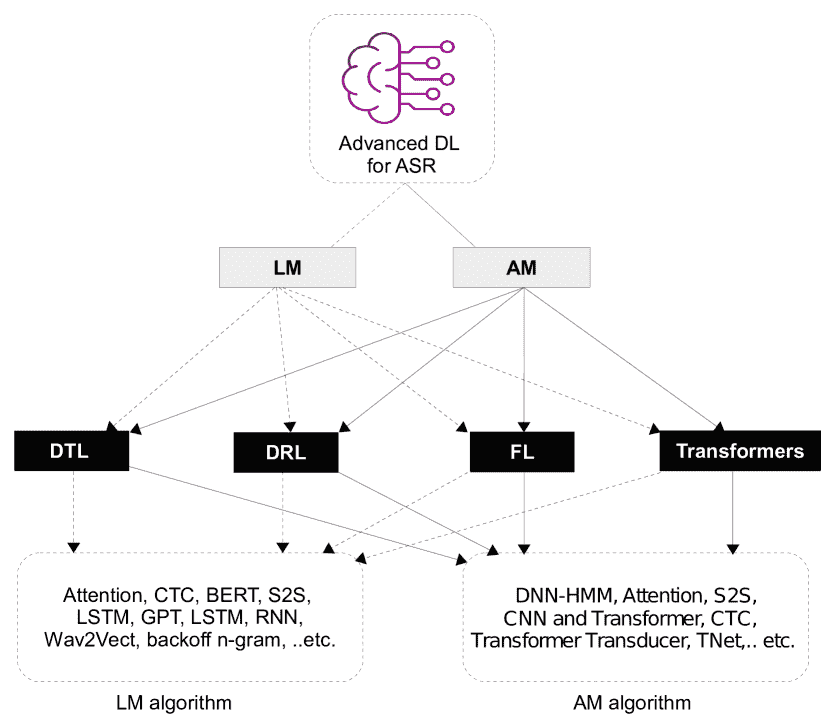 Advanced DL
for ASR
LM
AM
DTL
DRL
FL
Transformers
Attention, CTC, BERT, S2S,
LSTM, GPT, LSTM, RNN,
Wav2Vect, backoff n-gram, ..etc.
DNN-HMM, Attention, S2S,
CNN and Transformer, CTC,
Transformer Transducer, TNet,.. etc.
LM algorithm
AM algorithm